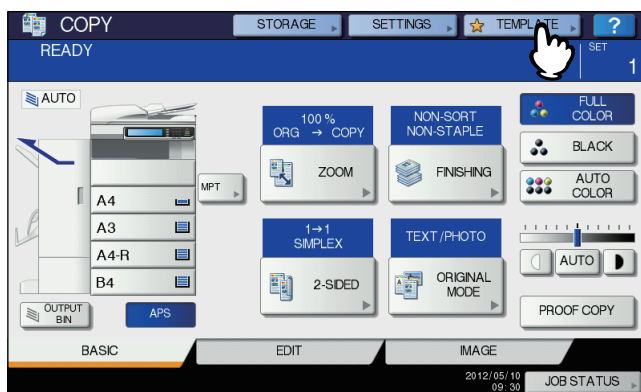 COPY
STORAGE
SETTINGS
TEMPLATE
?
READY
SET
1
AUTO
MPT
A4
A3
A4-R
B4
OUTPUT
BIN
APS
100 %
ORG → COPY
ZOOM
NON-SORT
NON-STAPLE
FINISHING
1→1
SIMPLEX
2-SIDED
TEXT/PHOTO
ORIGINAL
MODE
FULL
COLOR
BLACK
AUTO
COLOR
AUTO
PROOF COPY
BASIC
EDIT
IMAGE
2012/05/10
09:30
JOB STATUS